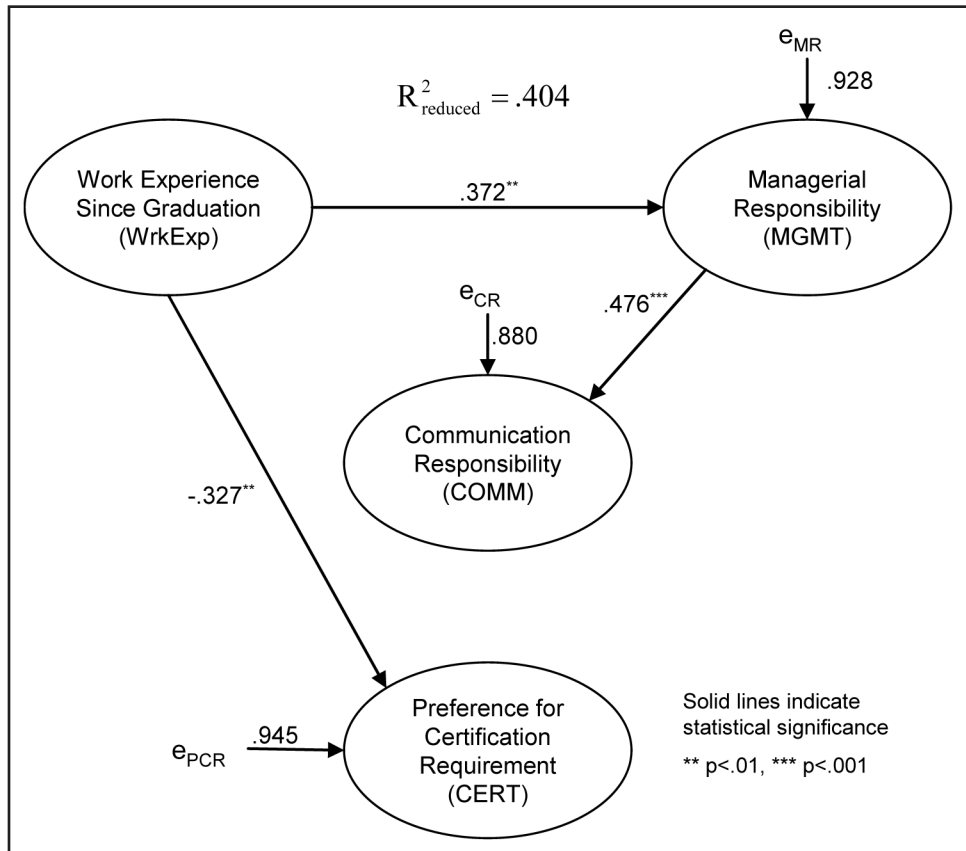 e_MR
.928
R²_reduced = .404
Work Experience
Since Graduation
(WrkExp)
.372**
Managerial
Responsibility
(MGMT)
e_CR
.880
.476***
Communication
Responsibility
(COMM)
-.327**
e_PCR
.945
Preference for
Certification
Requirement
(CERT)
Solid lines indicate
statistical significance
** p<.01, *** p<.001